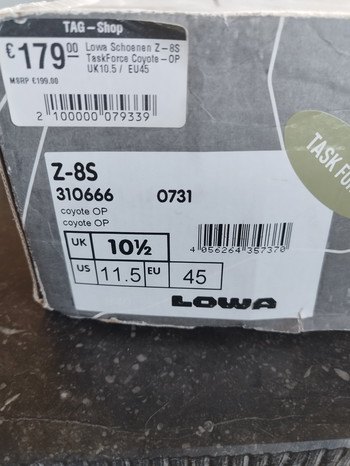 TAG-Shop
€179.00 Lowa Schoenen Z-8S
TaskForce Coyote-OP
UK10.5 / EU45
MSRP €199.00
2 100000 079339
TASK FOR
Z-8S
310666 0731
coyote OP
coyote OP
4 056264 357370
UK 10½
US 11.5 EU 45
LOWA